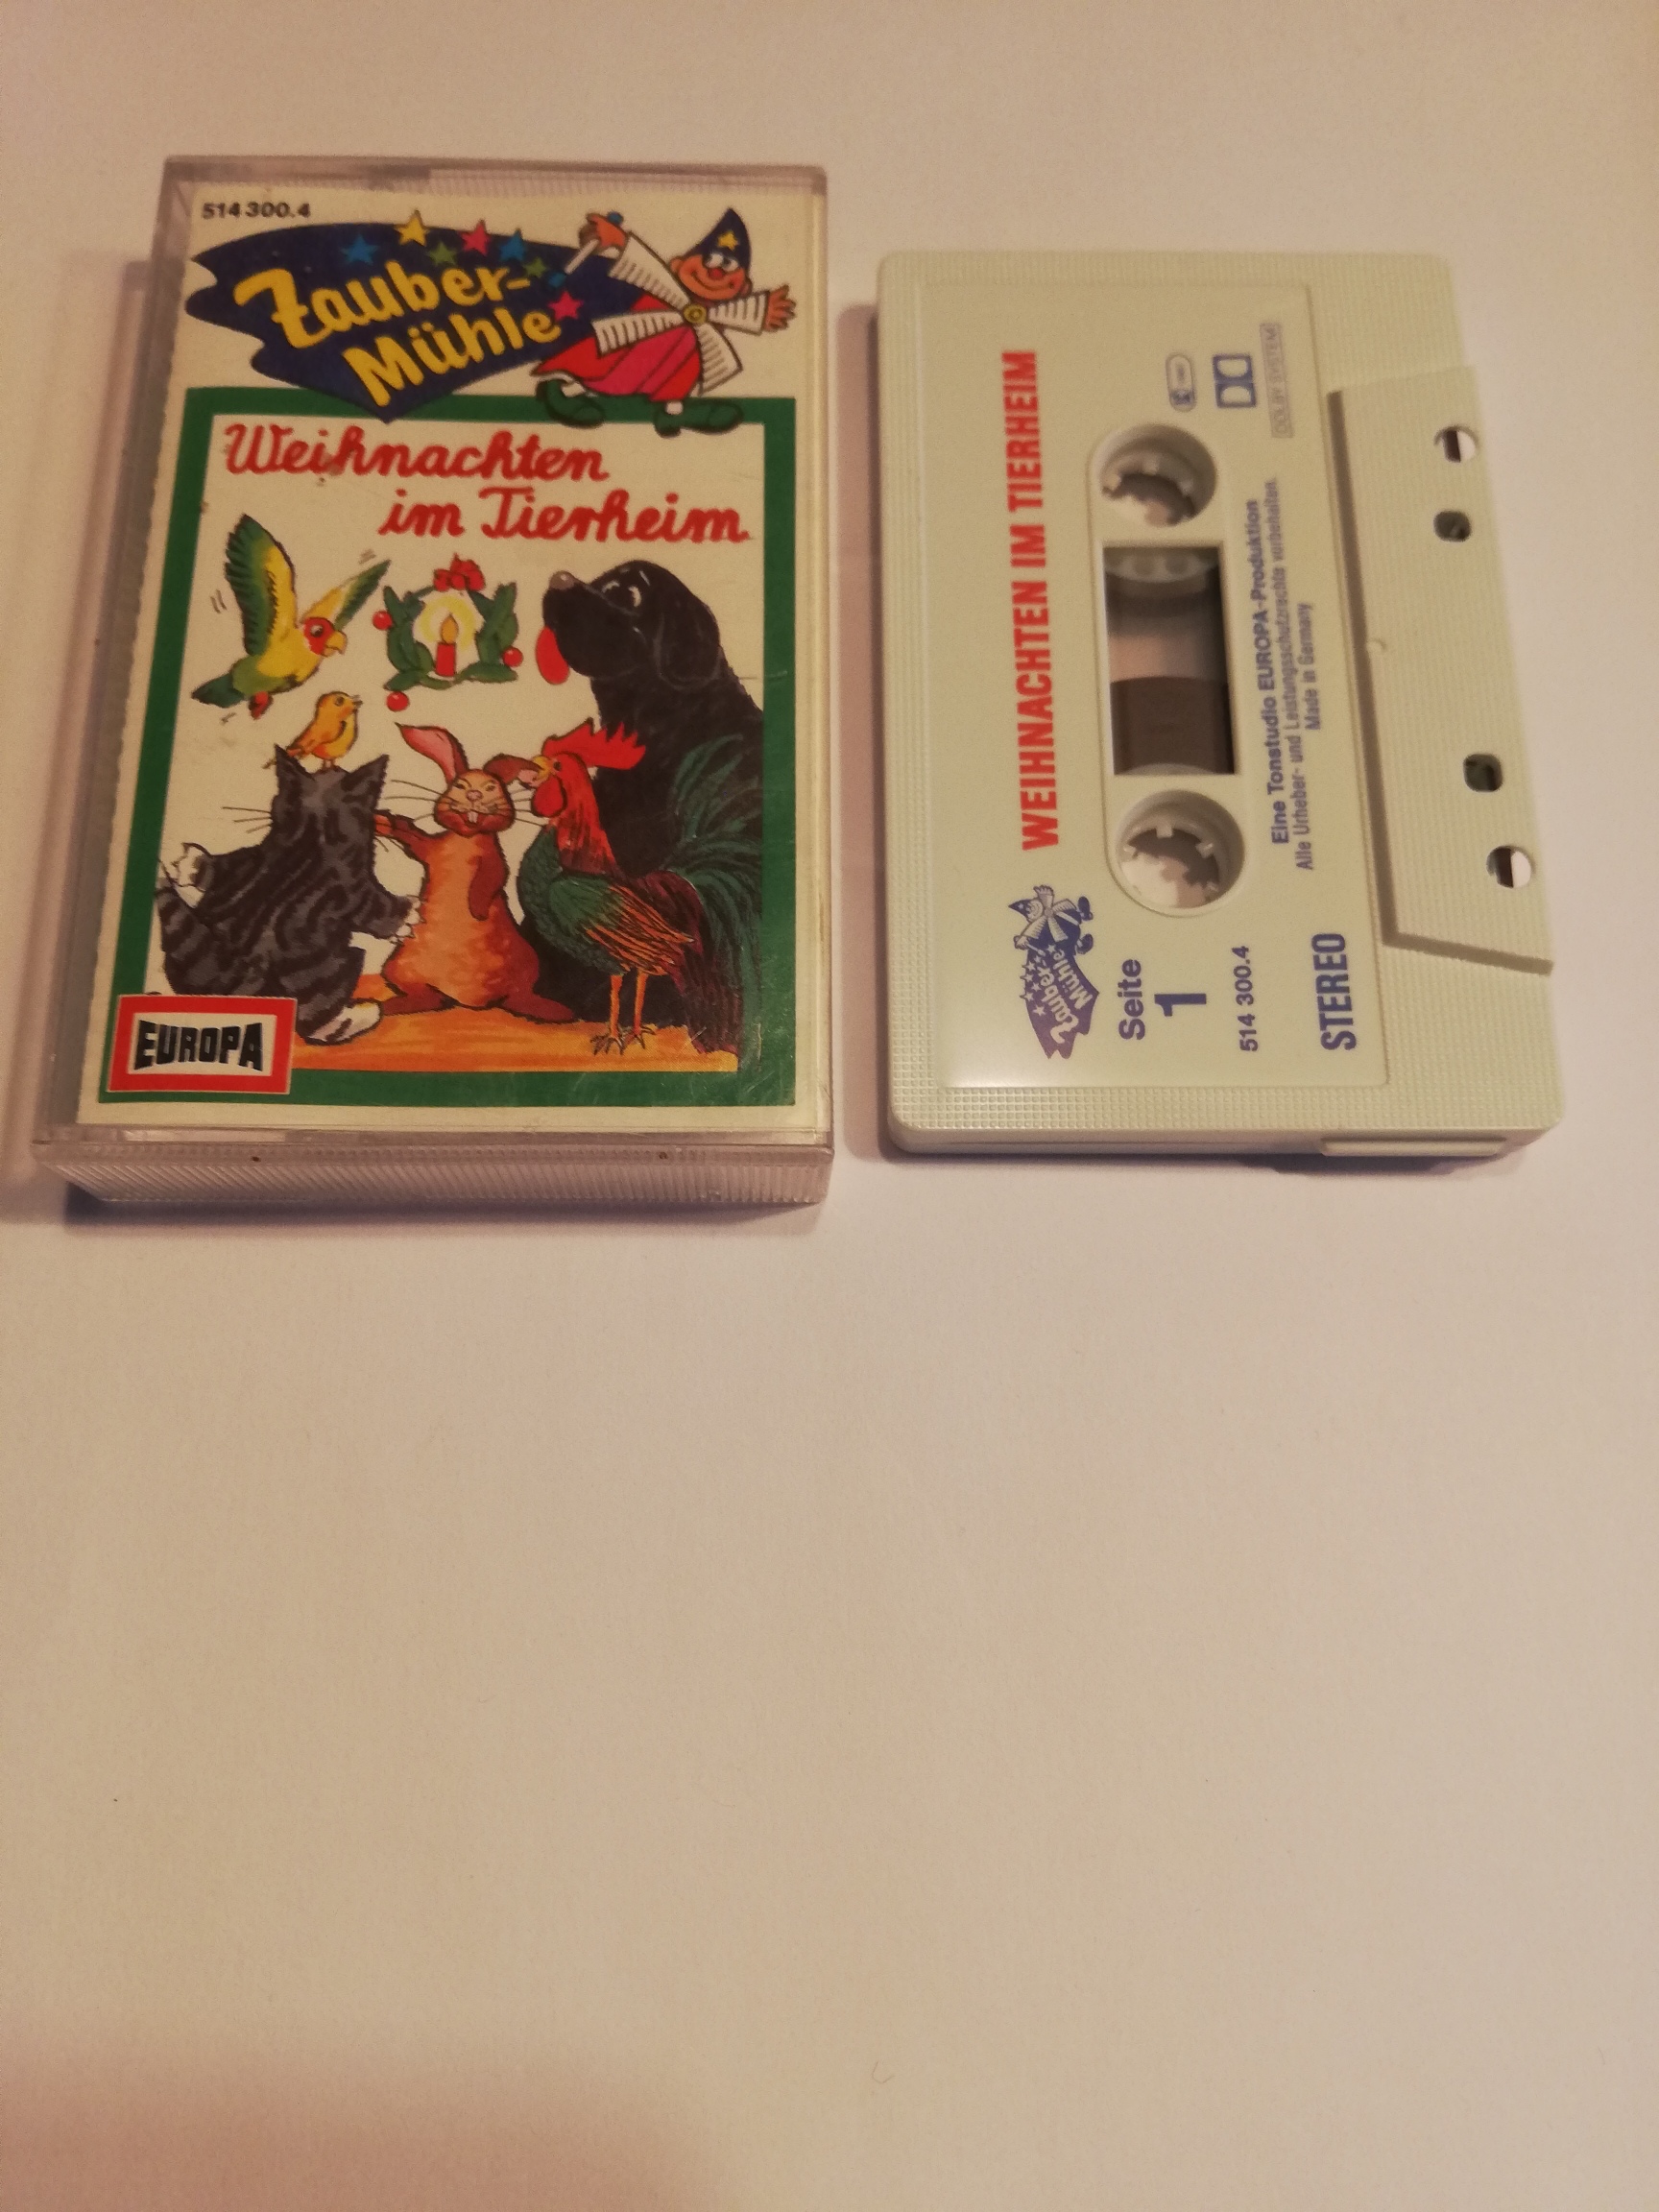 514 300.4
Zauber-
Mühle
Weihnachten
im Tierheim
EUROPA
WEIHNACHTEN IM TIERHEIM
Zauber-
Mühle
Seite
1
514 300.4
STEREO
DOLBY SYSTEM
Eine Tonstudio EUROPA-Produktion
Alle Urheber- und Leistungsschutzrechte vorbehalten.
Made in Germany